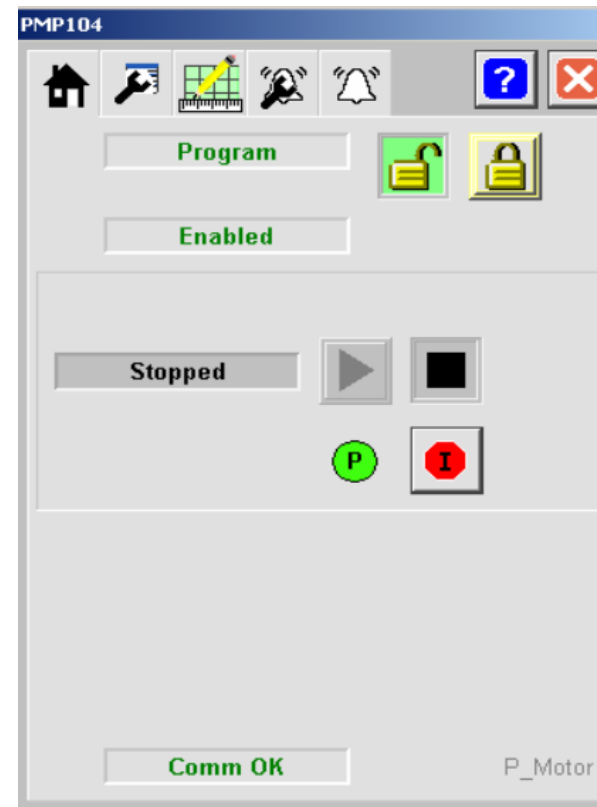 PMP104
?
Program
Enabled
Stopped
P
I
Comm OK
P_Motor